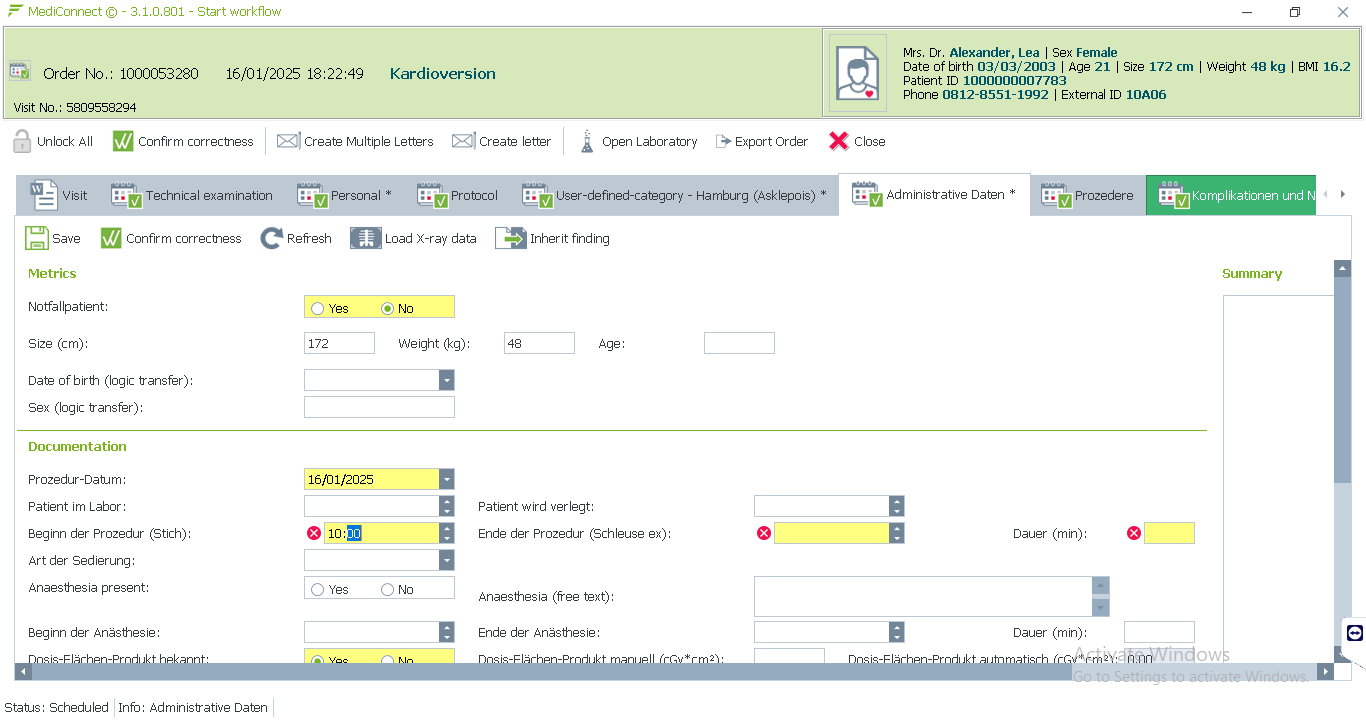 MediConnect © - 3.1.0.801 - Start workflow
Order No.: 1000053280 16/01/2025 18:22:49 Kardioversion
Visit No.: 5809558294
Mrs. Dr. Alexander, Lea | Sex Female
Date of birth 03/03/2003 | Age 21 | Size 172 cm | Weight 48 kg | BMI 16.2
Patient ID 1000000007783
Phone 0812-8551-1992 | External ID 10A06
Unlock All Confirm correctness Create Multiple Letters Create letter Open Laboratory Export Order Close
Visit Technical examination Personal * Protocol User-defined-category - Hamburg (Asklepois) * Administrative Daten * Prozedere Komplikationen und N
Save Confirm correctness Refresh Load X-ray data Inherit finding
Metrics Summary
Notfallpatient: Yes No
Size (cm): 172 Weight (kg): 48 Age:
Date of birth (logic transfer):
Sex (logic transfer):
Documentation
Prozedur-Datum: 16/01/2025
Patient im Labor: Patient wird verlegt:
Beginn der Prozedur (Stich): 10:00 Ende der Prozedur (Schleuse ex): Dauer (min):
Art der Sedierung:
Anaesthesia present: Yes No Anaesthesia (free text):
Beginn der Anästhesie: Ende der Anästhesie: Dauer (min):
Dosis-Flächen-Produkt bekannt: Yes No Dosis-Flächen-Produkt manuell (cGy*cm²): Dosis-Flächen-Produkt automatisch (cGy*cm²): 0.00
Activate Windows
Go to Settings to activate Windows.
Status: Scheduled Info: Administrative Daten